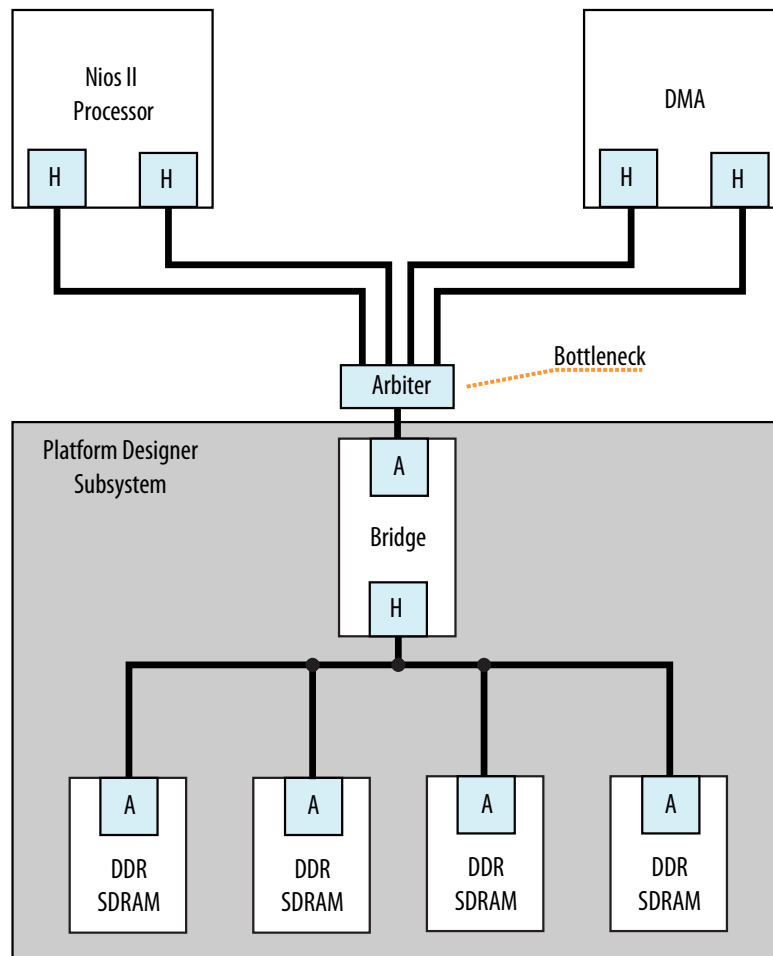 Nios II
Processor
DMA
H
H
H
H
Bottleneck
Arbiter
Platform Designer
Subsystem
A
Bridge
H
A
A
A
A
DDR
SDRAM
DDR
SDRAM
DDR
SDRAM
DDR
SDRAM